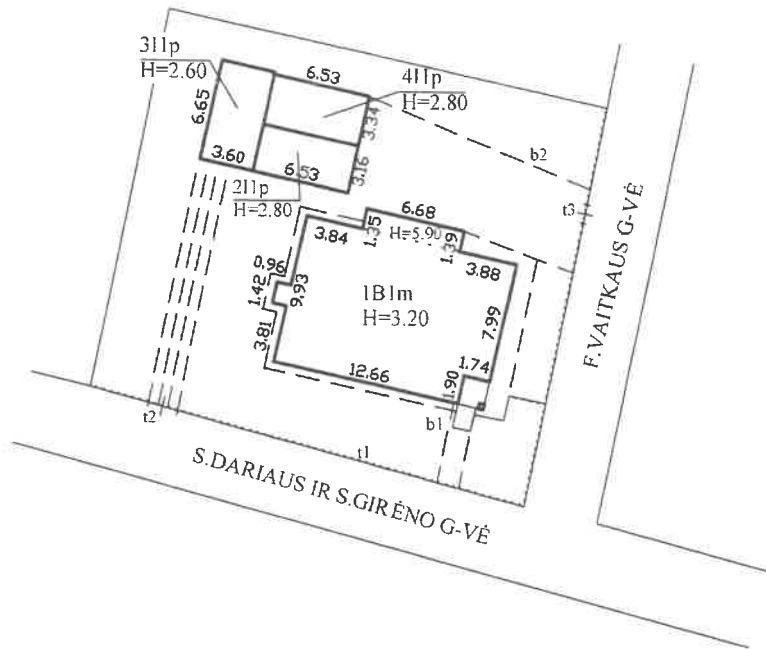 3I1p
H=2.60
6.53
4I1p
H=2.80
6.65
3.34
3.60
6.53
3.16
b2
2I1p
H=2.80
t3
6.68
3.84
1.35
H=5.90
1.39
3.88
0.96
1.42
9.93
1B1m
H=3.20
7.99
3.81
12.66
1.74
1.90
b1
t2
t1
F.VAITKAUS G-VĖ
S.DARIAUS IR S.GIRĖNO G-VĖ